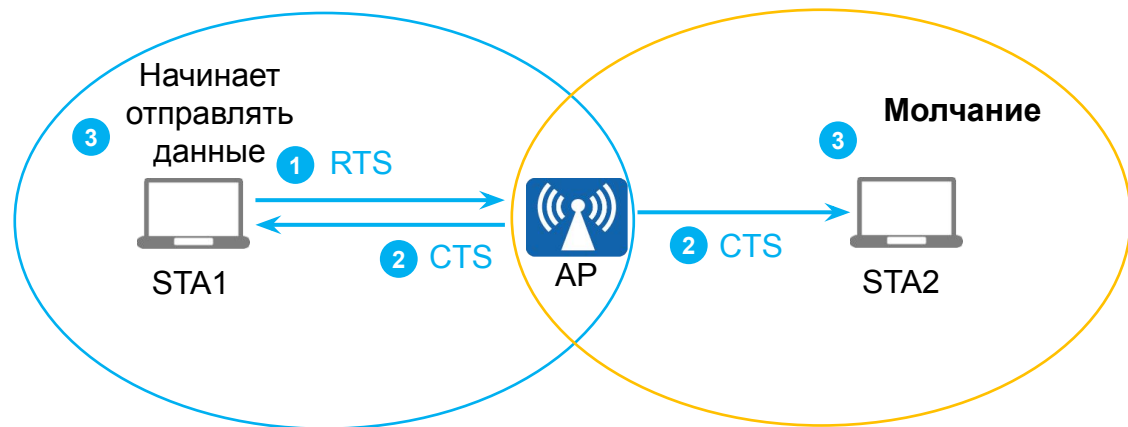 Начинает
отправлять
данные
3
1 RTS
2 CTS
STA1
AP
2 CTS
Молчание
3
STA2